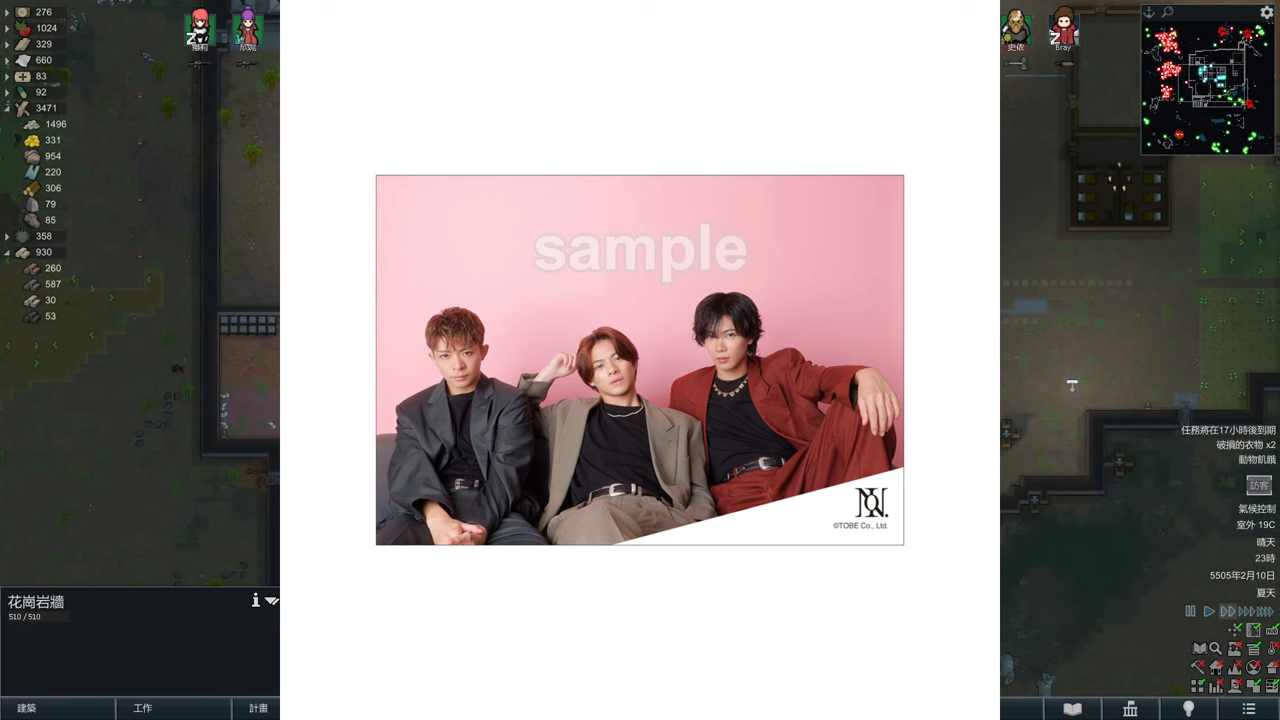 276
1024
329
660
83
92
3471
1496
331
954
220
306
79
85
358
930
260
587
30
53
Bray
sample
©TOBE Co., Ltd.
任務將在17小時後到期
破損的衣物 x2
動物飢餓
訪客
氣候控制
室外 19C
晴天
23時
5505年2月10日
夏天
花崗岩牆
510 / 510
建築
工作
計畫